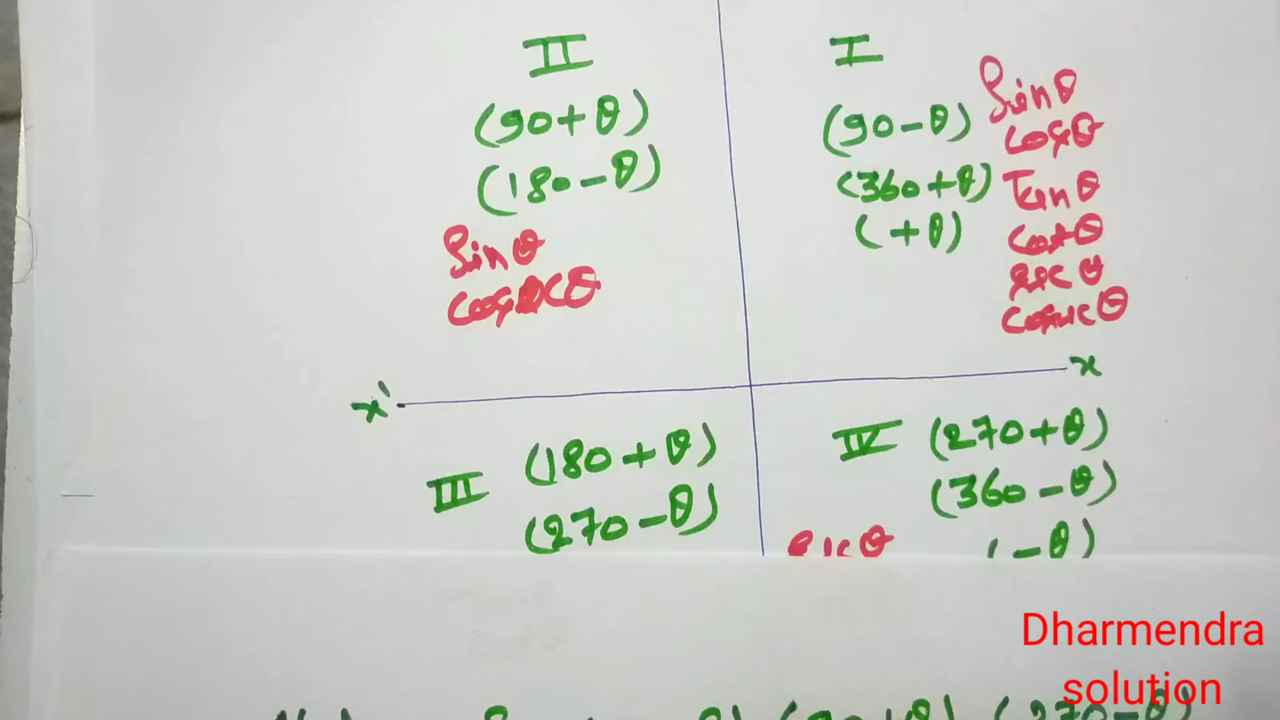 II
(90+θ)
(180-θ)
sinθ
cosecθ
I
(90-θ)
(360+θ)
(+θ)
sinθ
cosθ
Tanθ
cotθ
secθ
cosecθ
x'
x
III
(180+θ)
(270-θ)
IV
(270+θ)
(360-θ)
(-θ)
secθ
Dharmendra
solution